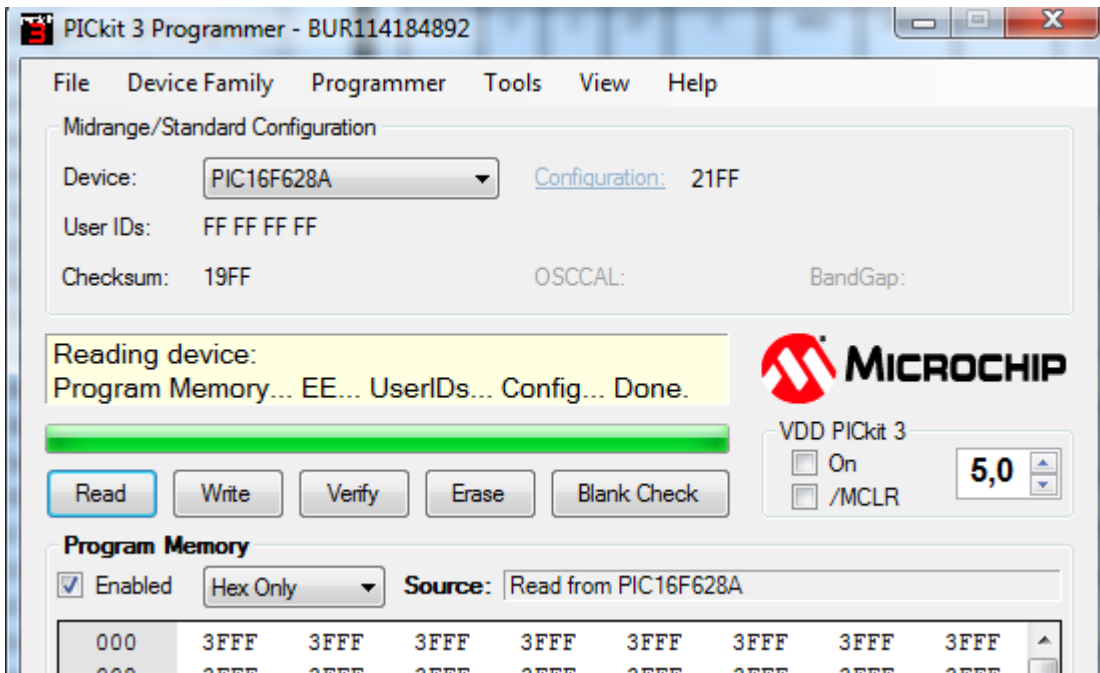 PICkit 3 Programmer - BUR114184892
File Device Family Programmer Tools View Help
Midrange/Standard Configuration
Device: PIC16F628A Configuration: 21FF
User IDs: FF FF FF FF
Checksum: 19FF OSCCAL: BandGap:
Reading device:
Program Memory... EE... UserIDs... Config... Done.
MICROCHIP
VDD PICkit 3
On
/MCLR
5,0
Read Write Verify Erase Blank Check
Program Memory
Enabled Hex Only Source: Read from PIC16F628A
000 3FFF 3FFF 3FFF 3FFF 3FFF 3FFF 3FFF 3FFF